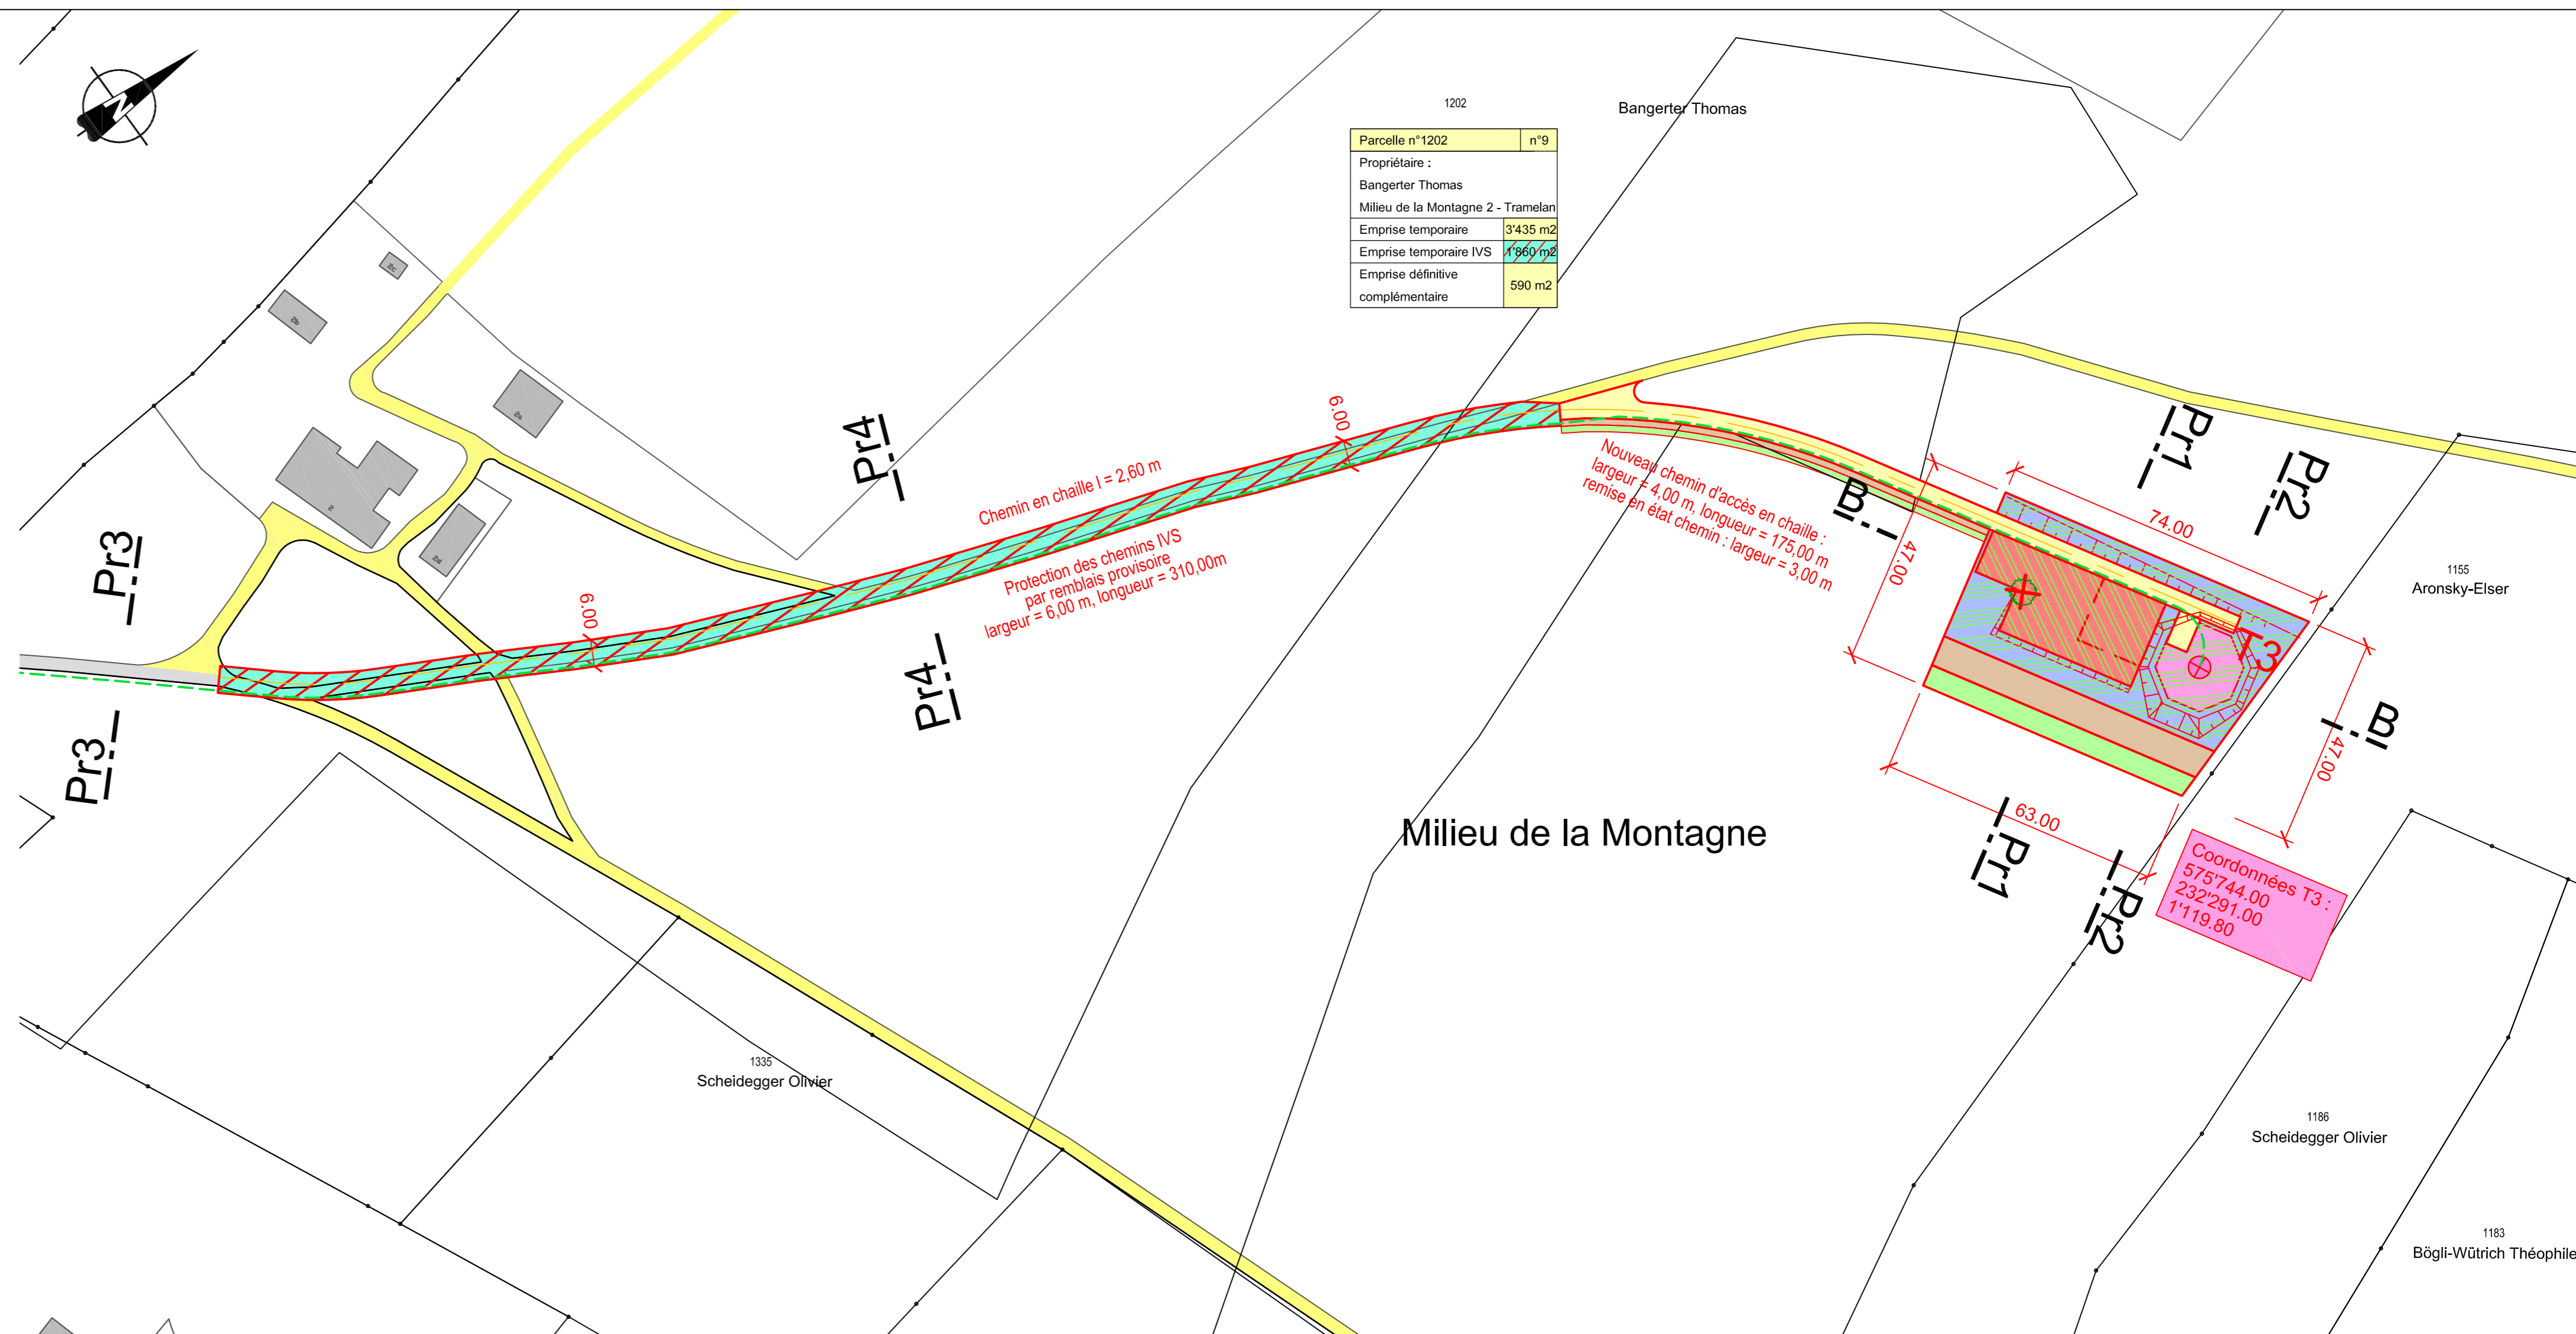 N
1202
Bangerter Thomas
Parcelle n°1202 n°9
Propriétaire :
Bangerter Thomas
Milieu de la Montagne 2 - Tramelan
Emprise temporaire 3'435 m2
Emprise temporaire IVS 1'860 m2
Emprise définitive
complémentaire
590 m2
2c
2b
2a
2
2d
Pr4
Pr3
6.00
Chemin en chaille l = 2,60 m
Protection des chemins IVS
par remblais provisoire
largeur = 6,00 m, longueur = 310,00m
6.00
Nouveau chemin d'accès en chaille :
largeur = 4,00 m, longueur = 175,00 m
remise en état chemin : largeur = 3,00 m
B
47.00
Pr1
Pr2
74.00
1155
Aronsky-Elser
T3
Pr4
Pr3
B
47.00
Milieu de la Montagne
63.00
Pr1
Pr2
Coordonnées T3 :
575'744.00
232'291.00
1'119.80
1335
Scheidegger Olivier
1186
Scheidegger Olivier
1183
Bögli-Wütrich Théophile